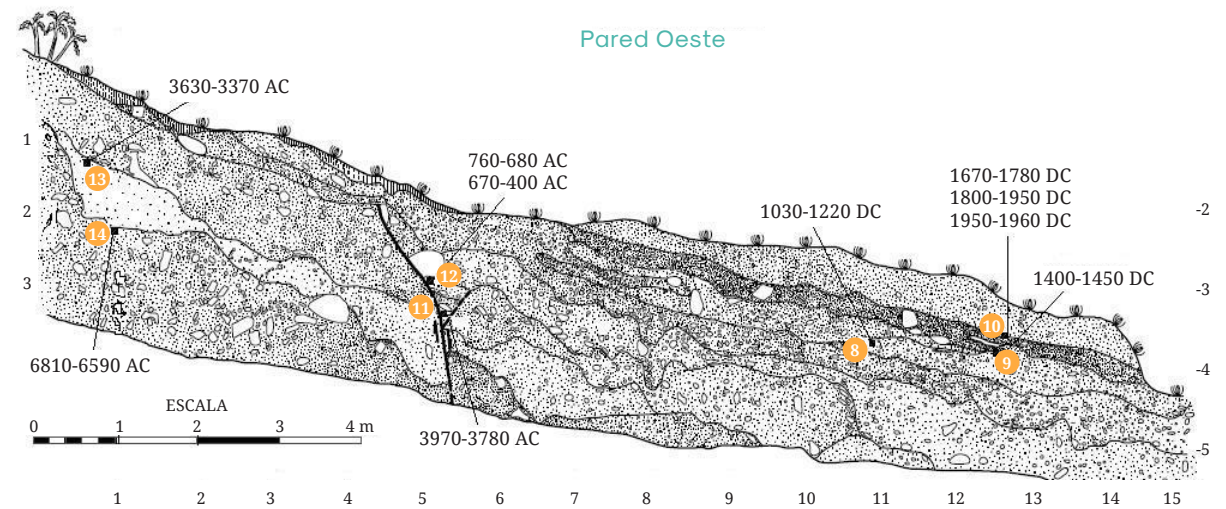 Pared Oeste
3630-3370 AC
1
760-680 AC
670-400 AC
1670-1780 DC
1800-1950 DC
1950-1960 DC
13
2
1030-1220 DC
-2
14
12
1400-1450 DC
3
-3
11
10
8
9
6810-6590 AC
-4
ESCALA
0 1 2 3 4 m
3970-3780 AC
-5
1 2 3 4 5 6 7 8 9 10 11 12 13 14 15